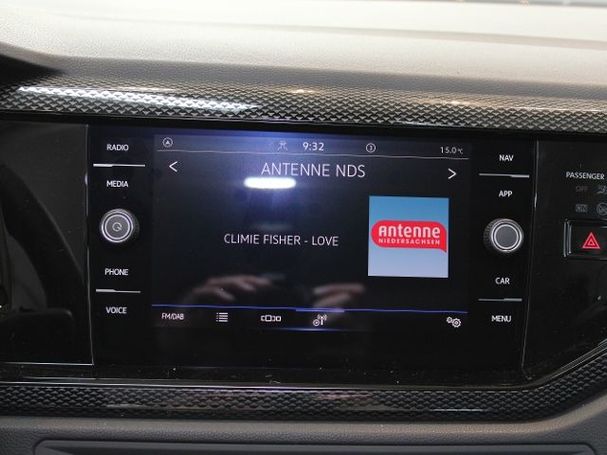 RADIO
MEDIA
PHONE
VOICE
9:32
15.0°C
ANTENNE NDS
CLIMIE FISHER - LOVE
antenne
NIEDERSACHSEN
FM/DAB
NAV
APP
CAR
MENU
PASSENGER
OFF